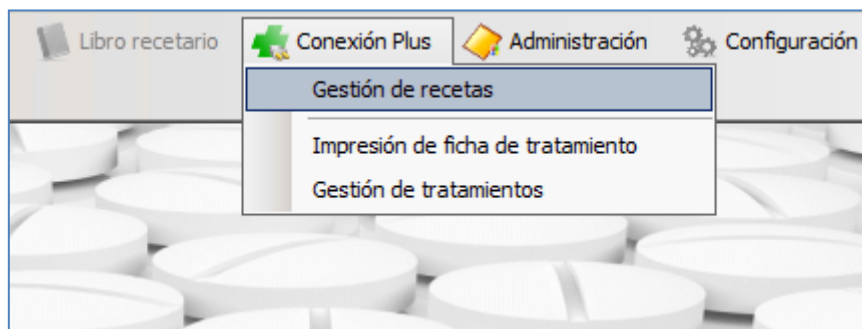 Libro recetario Conexión Plus Administración Configuración
Gestión de recetas
Impresión de ficha de tratamiento
Gestión de tratamientos